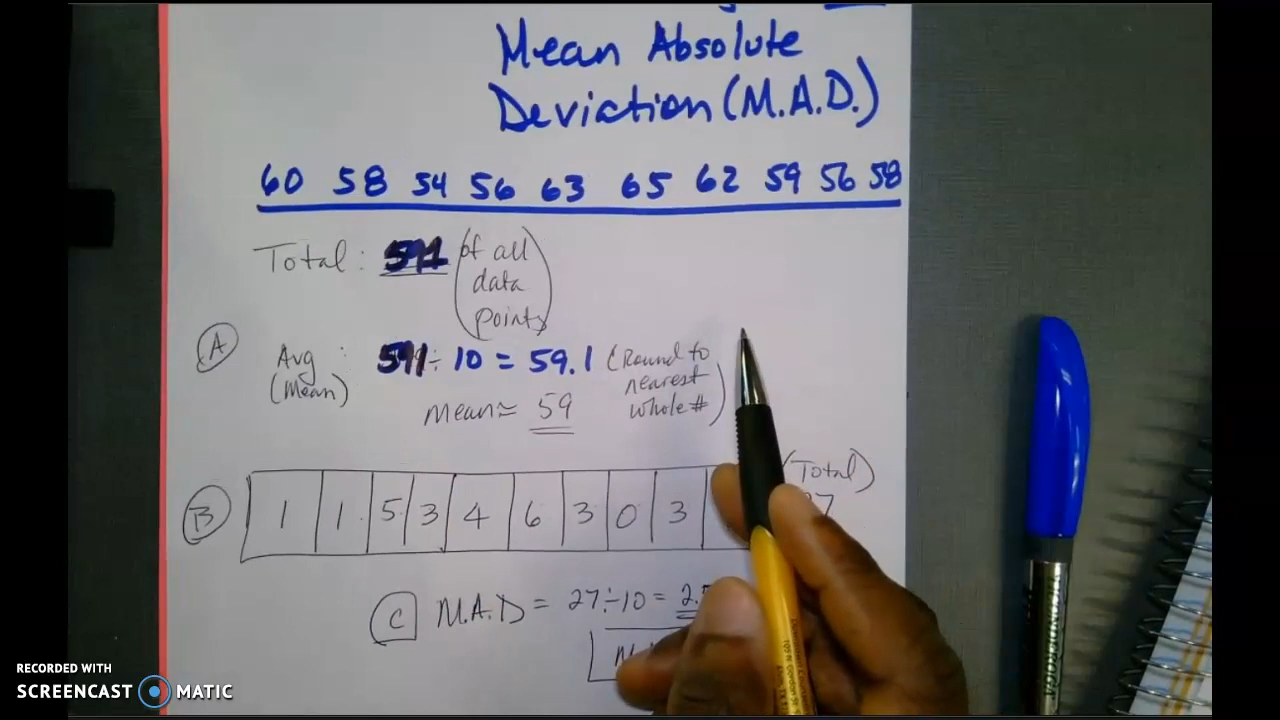 Mean Absolute
Deviation (M.A.D.)
60 58 54 56 63 65 62 59 56 58
Total: 591 (of all
data
points)
A
Avg : 591 ÷ 10 = 59.1 (Round to
(Mean) nearest
whole #)
mean ≈ 59
(Total)
B 1 1 5 3 4 6 3 0 3
C M.A.D = 27 ÷ 10 =
RECORDED WITH
SCREENCAST MATIC